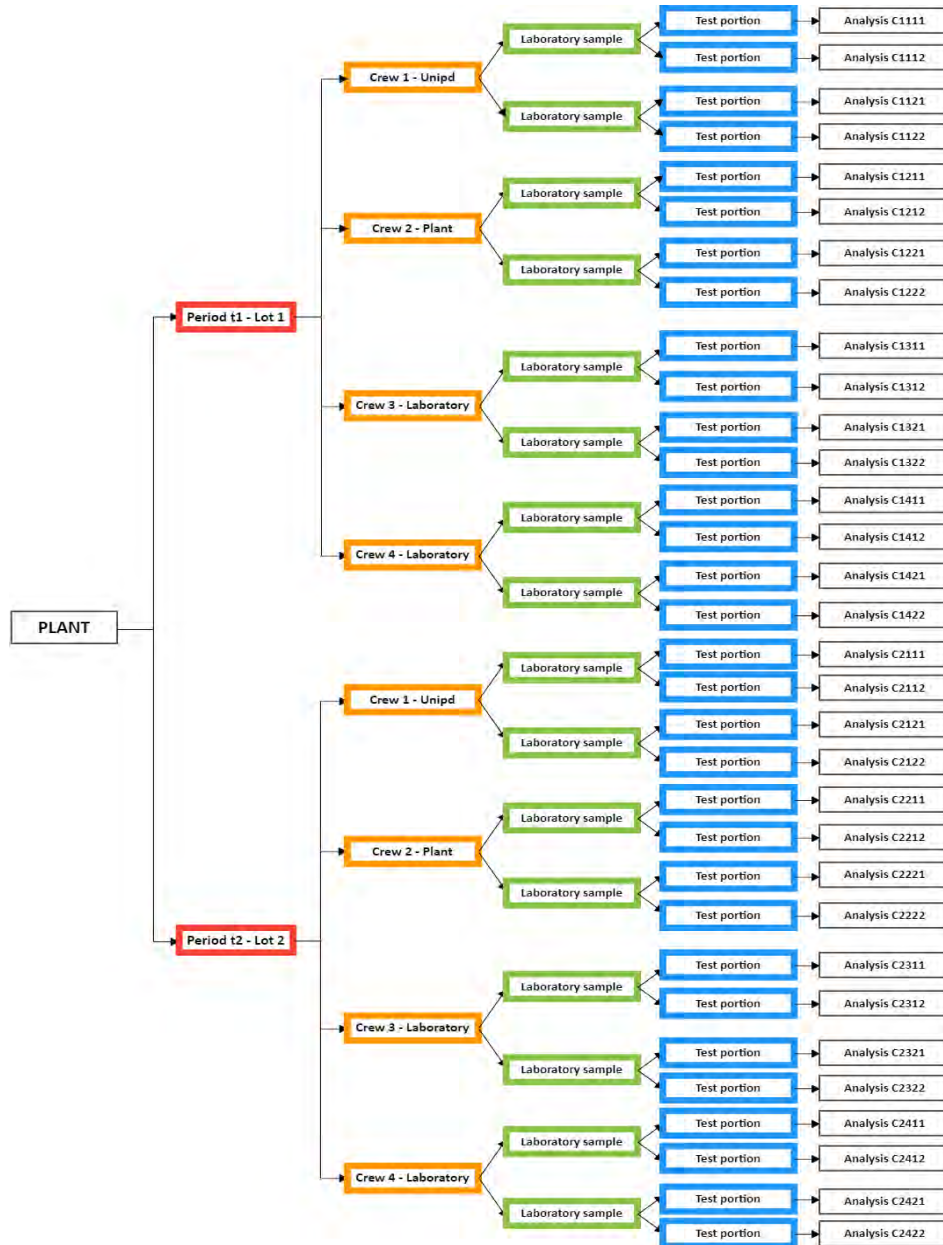 PLANT
Period t1 - Lot 1
Crew 1 - Unipd
Laboratory sample
Test portion
Analysis C1111
Test portion
Analysis C1112
Laboratory sample
Test portion
Analysis C1121
Test portion
Analysis C1122
Crew 2 - Plant
Laboratory sample
Test portion
Analysis C1211
Test portion
Analysis C1212
Laboratory sample
Test portion
Analysis C1221
Test portion
Analysis C1222
Crew 3 - Laboratory
Laboratory sample
Test portion
Analysis C1311
Test portion
Analysis C1312
Laboratory sample
Test portion
Analysis C1321
Test portion
Analysis C1322
Crew 4 - Laboratory
Laboratory sample
Test portion
Analysis C1411
Test portion
Analysis C1412
Laboratory sample
Test portion
Analysis C1421
Test portion
Analysis C1422
Period t2 - Lot 2
Crew 1 - Unipd
Laboratory sample
Test portion
Analysis C2111
Test portion
Analysis C2112
Laboratory sample
Test portion
Analysis C2121
Test portion
Analysis C2122
Crew 2 - Plant
Laboratory sample
Test portion
Analysis C2211
Test portion
Analysis C2212
Laboratory sample
Test portion
Analysis C2221
Test portion
Analysis C2222
Crew 3 - Laboratory
Laboratory sample
Test portion
Analysis C2311
Test portion
Analysis C2312
Laboratory sample
Test portion
Analysis C2321
Test portion
Analysis C2322
Crew 4 - Laboratory
Laboratory sample
Test portion
Analysis C2411
Test portion
Analysis C2412
Laboratory sample
Test portion
Analysis C2421
Test portion
Analysis C2422